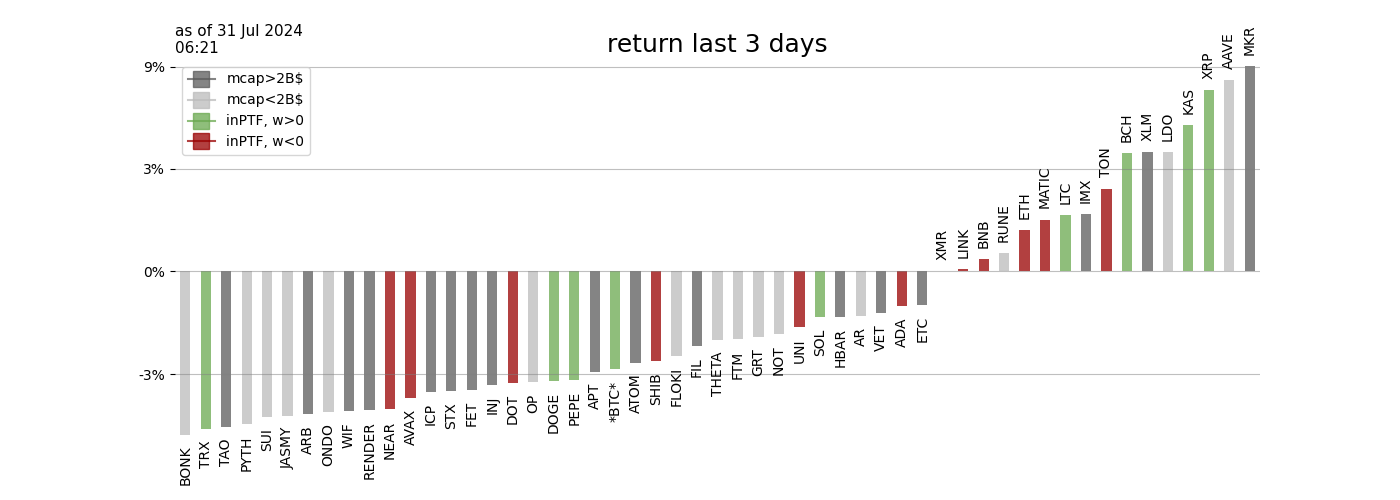 as of 31 Jul 2024
06:21
return last 3 days
9%
3%
0%
-3%
mcap>2B$
mcap<2B$
inPTF, w>0
inPTF, w<0
BONK
TRX
TAO
PYTH
SUI
JASMY
ARB
ONDO
WIF
RENDER
NEAR
AVAX
ICP
STX
FET
INJ
DOT
OP
DOGE
PEPE
APT
*BTC*
ATOM
SHIB
FLOKI
FIL
THETA
FTM
GRT
NOT
UNI
SOL
HBAR
AR
VET
ADA
ETC
XMR
LINK
BNB
RUNE
ETH
MATIC
LTC
IMX
TON
BCH
XLM
LDO
KAS
XRP
AAVE
MKR